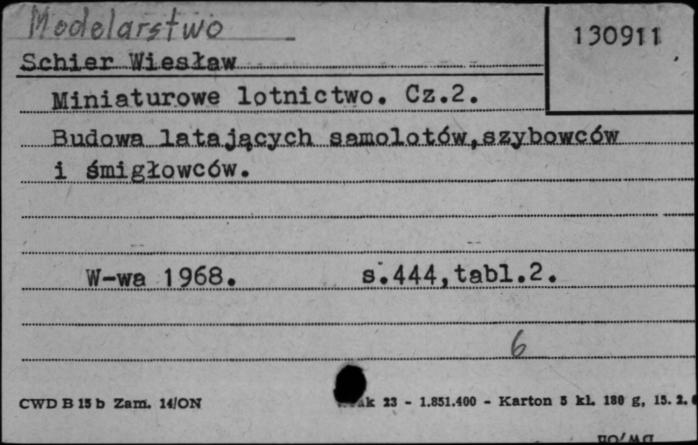 Modelarstwo
130911
Schier Wiesław
Miniaturowe lotnictwo. Cz.2.
Budowa latających samolotów,szybowców
i śmigłowców.
W-wa 1968. s.444,tabl.2.
6
CWD B 15 b Zam. 14/ON 23 - 1.851.400 - Karton 5 kl. 180 g, 15. 2.